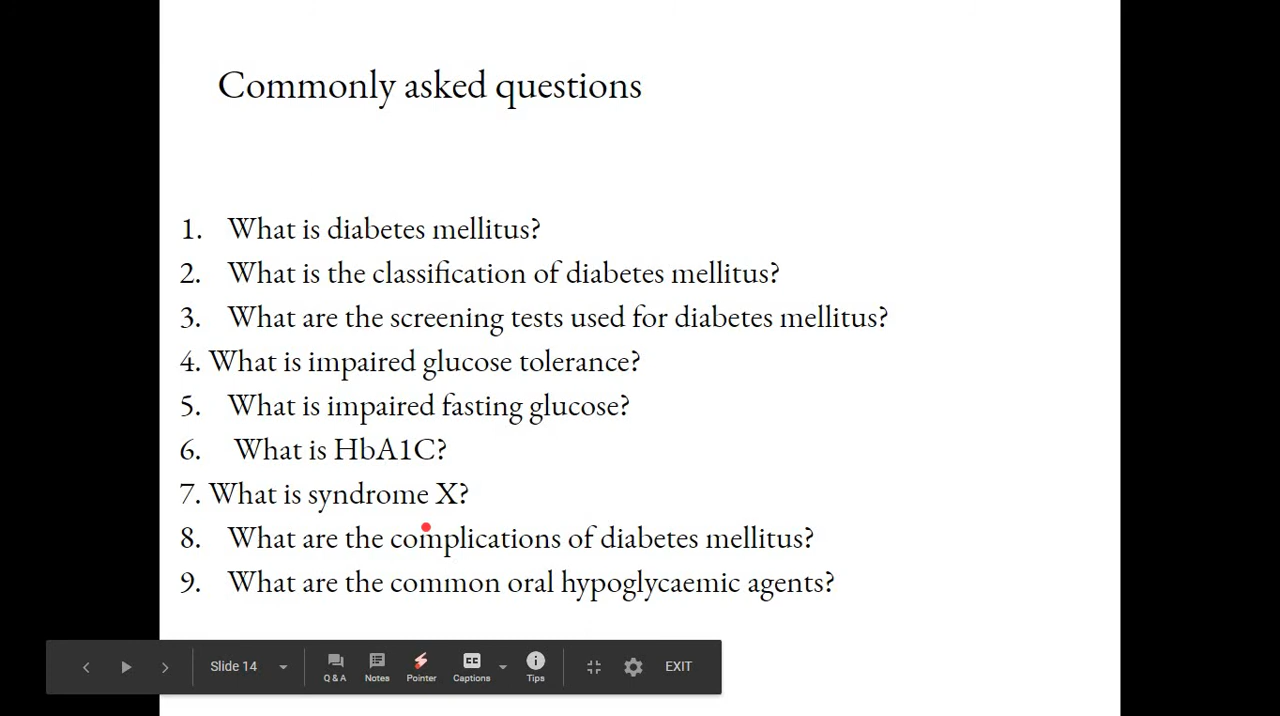 Commonly asked questions
1. What is diabetes mellitus?
2. What is the classification of diabetes mellitus?
3. What are the screening tests used for diabetes mellitus?
4. What is impaired glucose tolerance?
5. What is impaired fasting glucose?
6. What is HbA1C?
7. What is syndrome X?
8. What are the complications of diabetes mellitus?
9. What are the common oral hypoglycaemic agents?
Slide 14 Q & A Notes Pointer CC Captions Tips EXIT